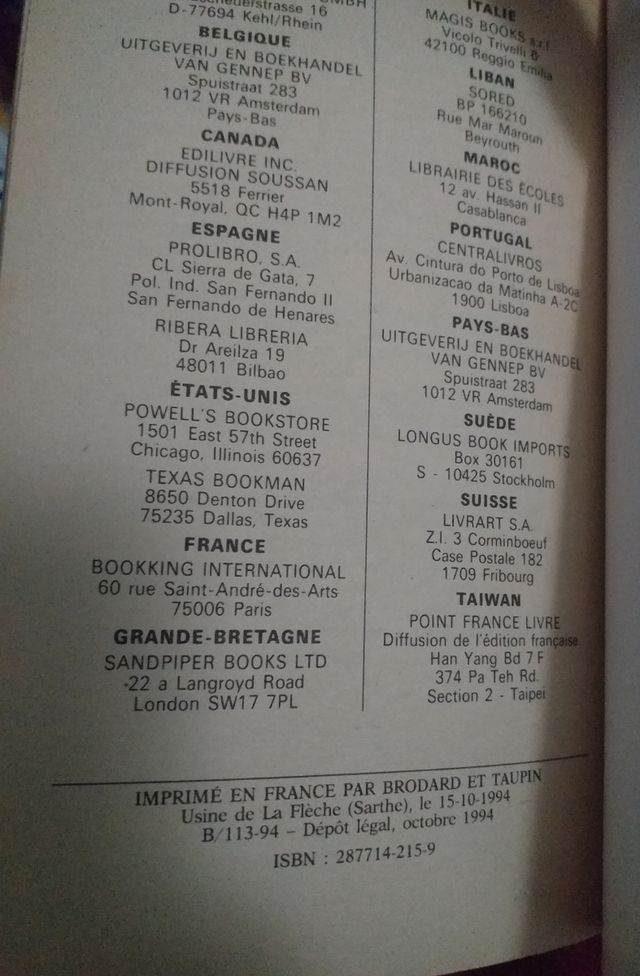 16
D-77694 Kehl/Rhein
BELGIQUE
UITGEVERIJ EN BOEKHANDEL
VAN GENNEP BV
Spuistraat 283
1012 VR Amsterdam
Pays-Bas
CANADA
EDILIVRE INC.
DIFFUSION SOUSSAN
5518 Ferrier
Mont-Royal, QC H4P 1M2
ESPAGNE
PROLIBRO, S.A.
CL Sierra de Gata, 7
Pol. Ind. San Fernando II
San Fernando de Henares
RIBERA LIBRERIA
Dr Areilza 19
48011 Bilbao
ÉTATS-UNIS
POWELL'S BOOKSTORE
1501 East 57th Street
Chicago, Illinois 60637
TEXAS BOOKMAN
8650 Denton Drive
75235 Dallas, Texas
FRANCE
BOOKKING INTERNATIONAL
60 rue Saint-André-des-Arts
75006 Paris
GRANDE-BRETAGNE
SANDPIPER BOOKS LTD
22 a Langroyd Road
London SW17 7PL
ITALIE
MAGIS BOOKS s.r.l
Vicolo Trivelli 6
42100 Reggio Emilia
LIBAN
SORED
BP 166210
Rue Mar Maroun
Beyrouth
MAROC
LIBRAIRIE DES ÉCOLES
12 av. Hassan II
Casablanca
PORTUGAL
CENTRALIVROS
Av. Cintura do Porto de Lisboa
Urbanizacao da Matinha A-2C
1900 Lisboa
PAYS-BAS
UITGEVERIJ EN BOEKHANDEL
VAN GENNEP BV
Spuistraat 283
1012 VR Amsterdam
SUÈDE
LONGUS BOOK IMPORTS
Box 30161
S - 10425 Stockholm
SUISSE
LIVRART S.A.
Z.I. 3 Corminboeuf
Case Postale 182
1709 Fribourg
TAIWAN
POINT FRANCE LIVRE
Diffusion de l'édition française
Han Yang Bd 7 F
374 Pa Teh Rd.
Section 2 - Taipei
IMPRIMÉ EN FRANCE PAR BRODARD ET TAUPIN
Usine de La Flèche (Sarthe), le 15-10-1994
B/113-94 – Dépôt légal, octobre 1994
ISBN : 287714-215-9